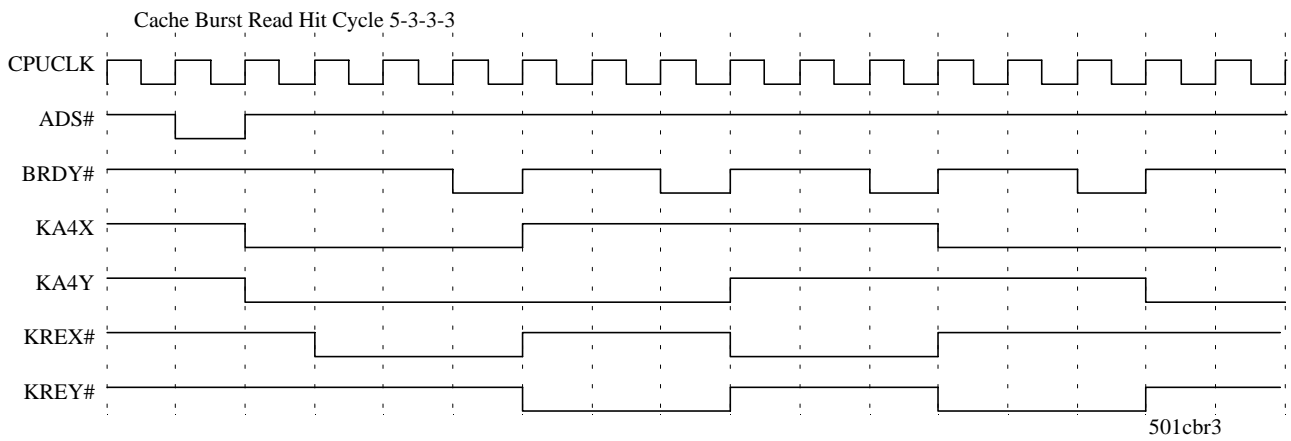 Cache Burst Read Hit Cycle 5-3-3-3
CPUCLK
ADS#
BRDY#
KA4X
KA4Y
KREX#
KREY#
501cbr3